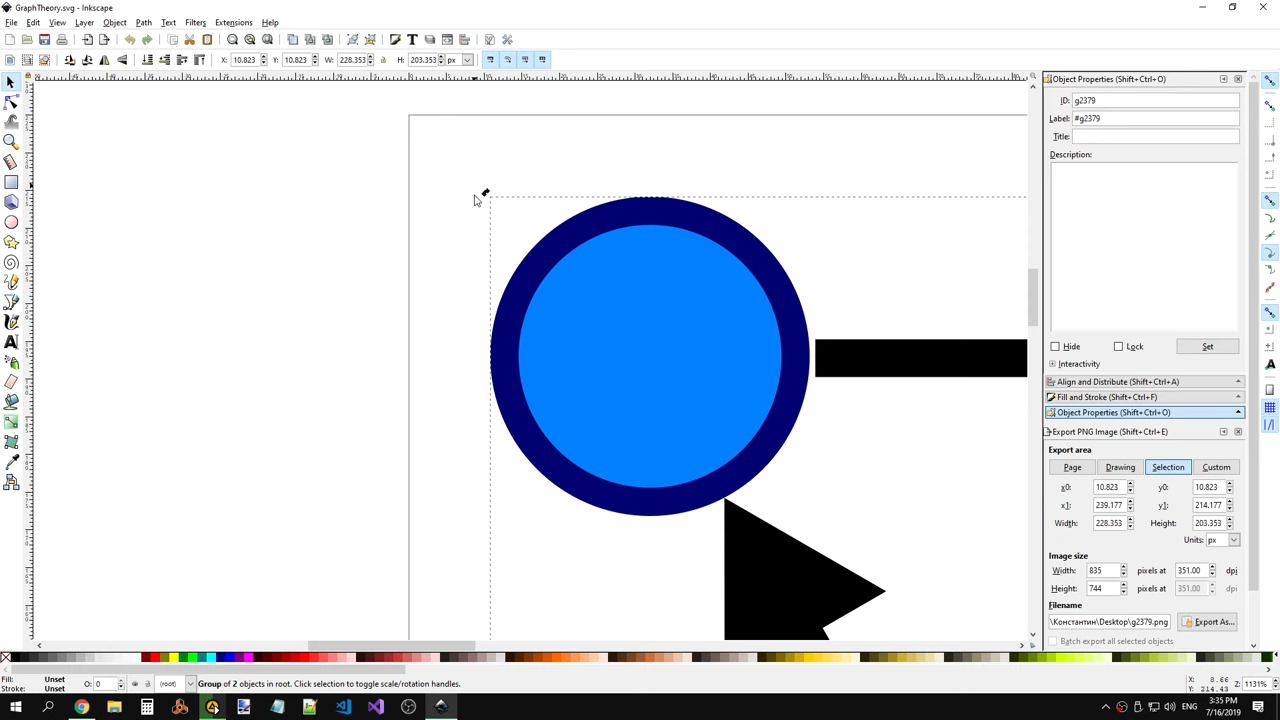 GraphTheory.svg - Inkscape
File Edit View Layer Object Path Text Filters Extensions Help
X: 10.823 Y: 10.823 W: 228.353 H: 203.353 px
Object Properties (Shift+Ctrl+O)
ID: g2379
Label: #g2379
Title:
Description:
Hide Lock Set
Interactivity
Align and Distribute (Shift+Ctrl+A)
Fill and Stroke (Shift+Ctrl+F)
Object Properties (Shift+Ctrl+O)
Export PNG Image (Shift+Ctrl+E)
Export area
Page Drawing Selection Custom
x0: 10.823 y0: 10.823
x1: 239.177 y1: 214.177
Width: 228.353 Height: 203.353
Units: px
Image size
Width: 835 pixels at 351.00 dpi
Height: 744 pixels at 351.00 dpi
Filename
\Константин\Desktop\g2379.png Export As...
Batch export all selected objects
Fill: Unset
Stroke: Unset
O: 0 (root) Group of 2 objects in root. Click selection to toggle scale/rotation handles.
X: 8.66
Y: 214.43
Z: 1131%
ENG
3:35 PM
7/16/2019